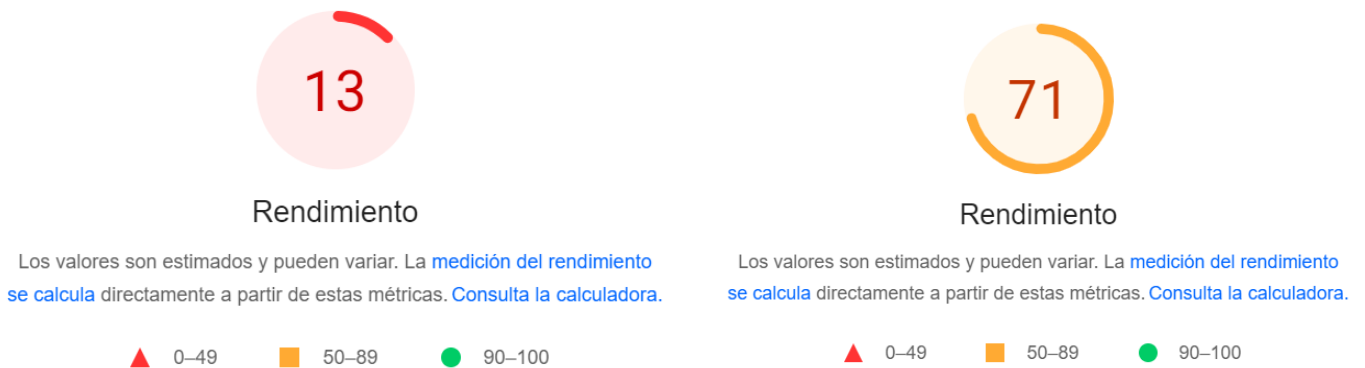 13
Rendimiento
Los valores son estimados y pueden variar. La medición del rendimiento
se calcula directamente a partir de estas métricas. Consulta la calculadora.
0–49 50–89 90–100
71
Rendimiento
Los valores son estimados y pueden variar. La medición del rendimiento
se calcula directamente a partir de estas métricas. Consulta la calculadora.
0–49 50–89 90–100